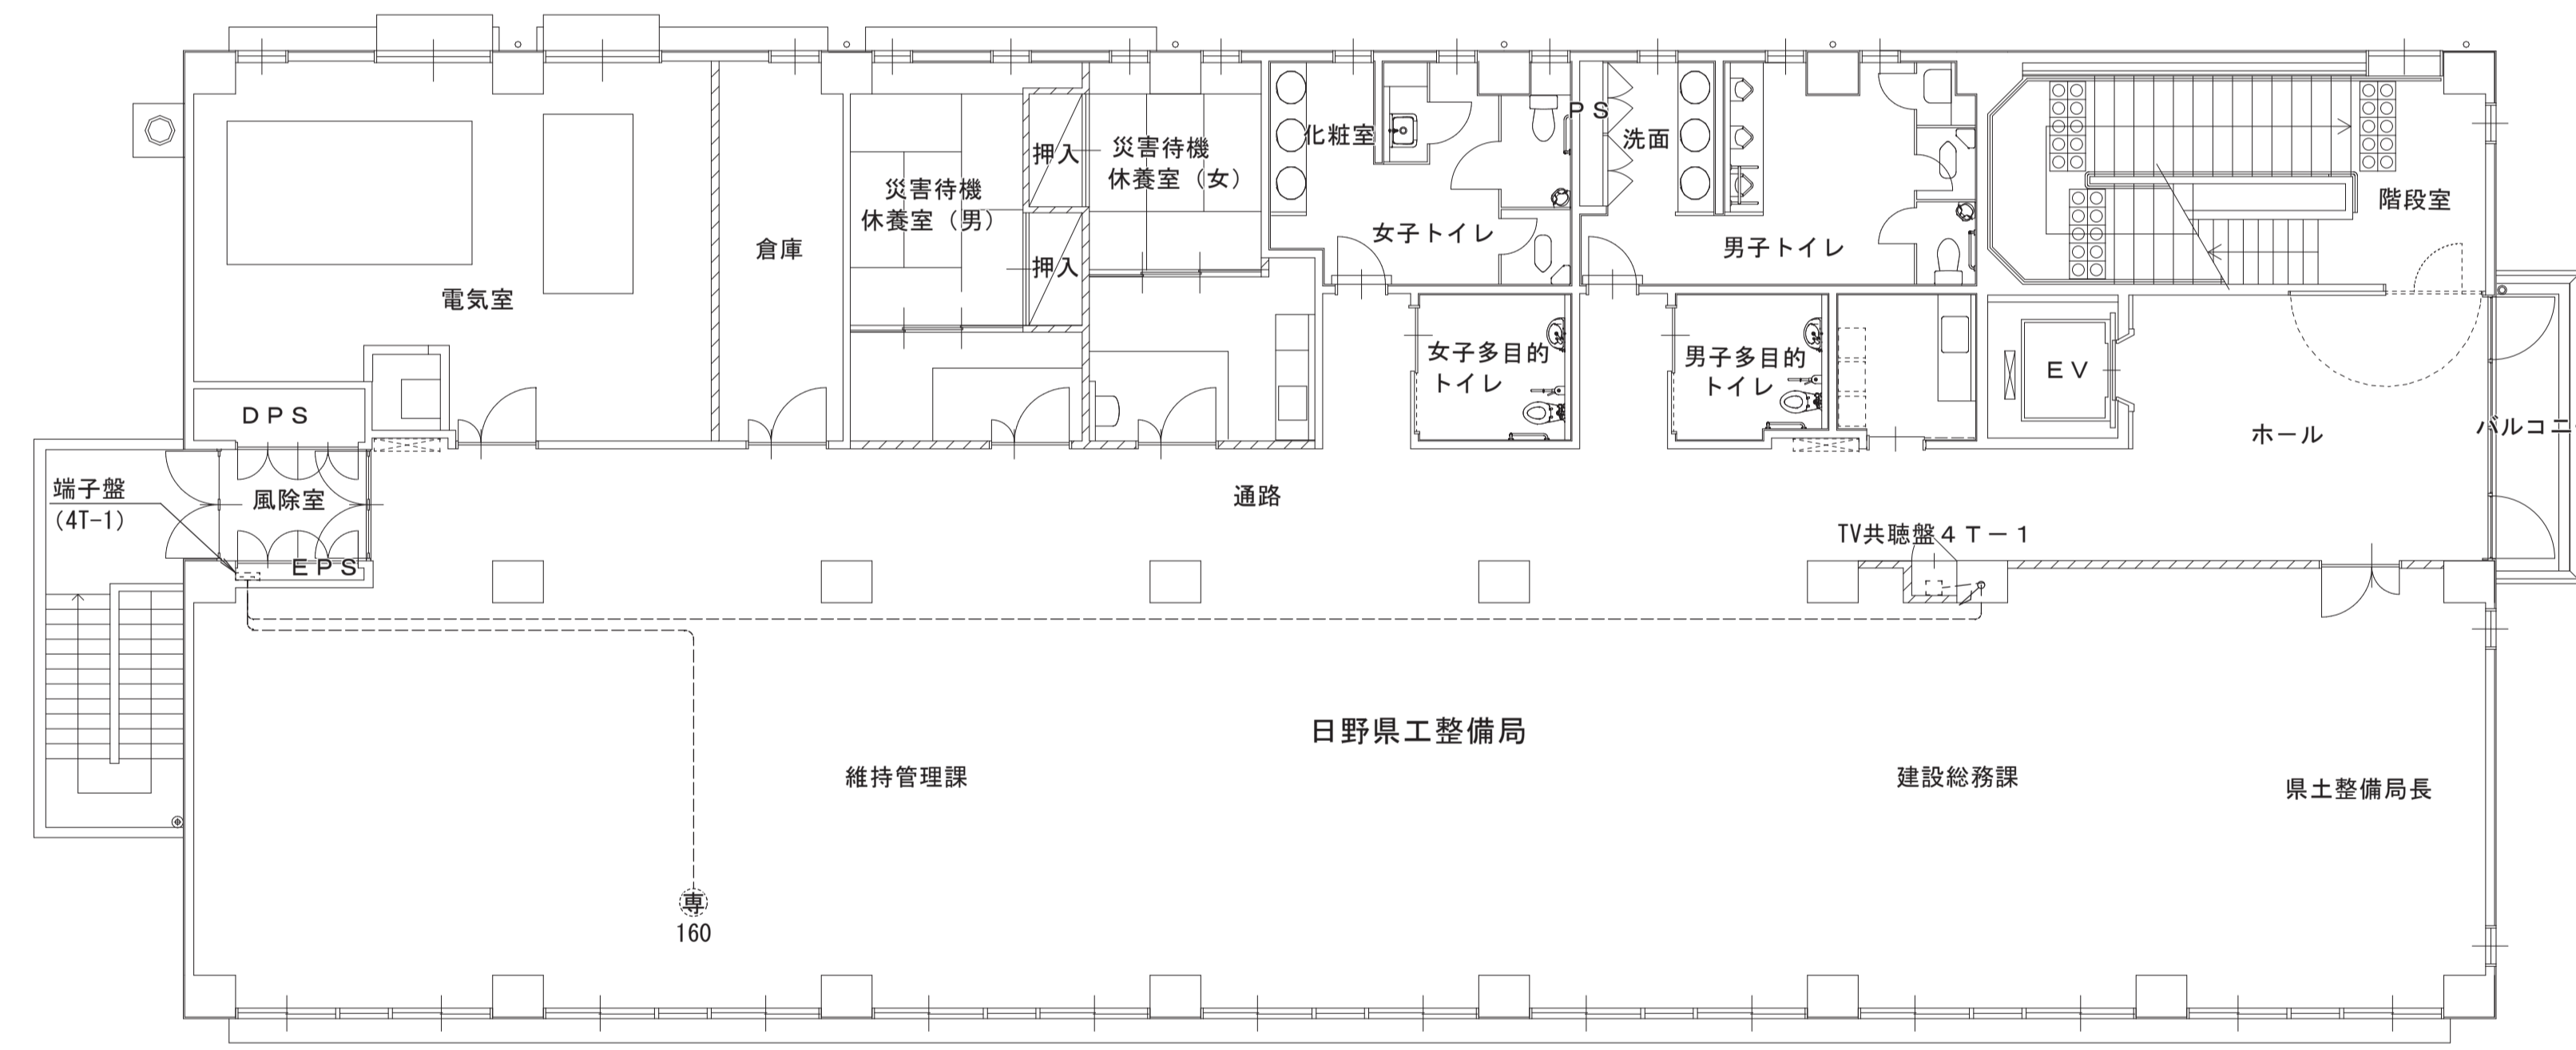 化粧室
ＰＳ
洗面
押入
災害待機
休養室（女）
災害待機
休養室（男）
階段室
女子トイレ
男子トイレ
倉庫
押入
電気室
女子多目的
トイレ
男子多目的
トイレ
ＥＶ
ＤＰＳ
ホール
バルコニ
端子盤
(4T-1)
風除室
通路
TV共聴盤４Ｔ－１
ＥＰＳ
日野県工整備局
維持管理課
建設総務課
県土整備局長
専
160